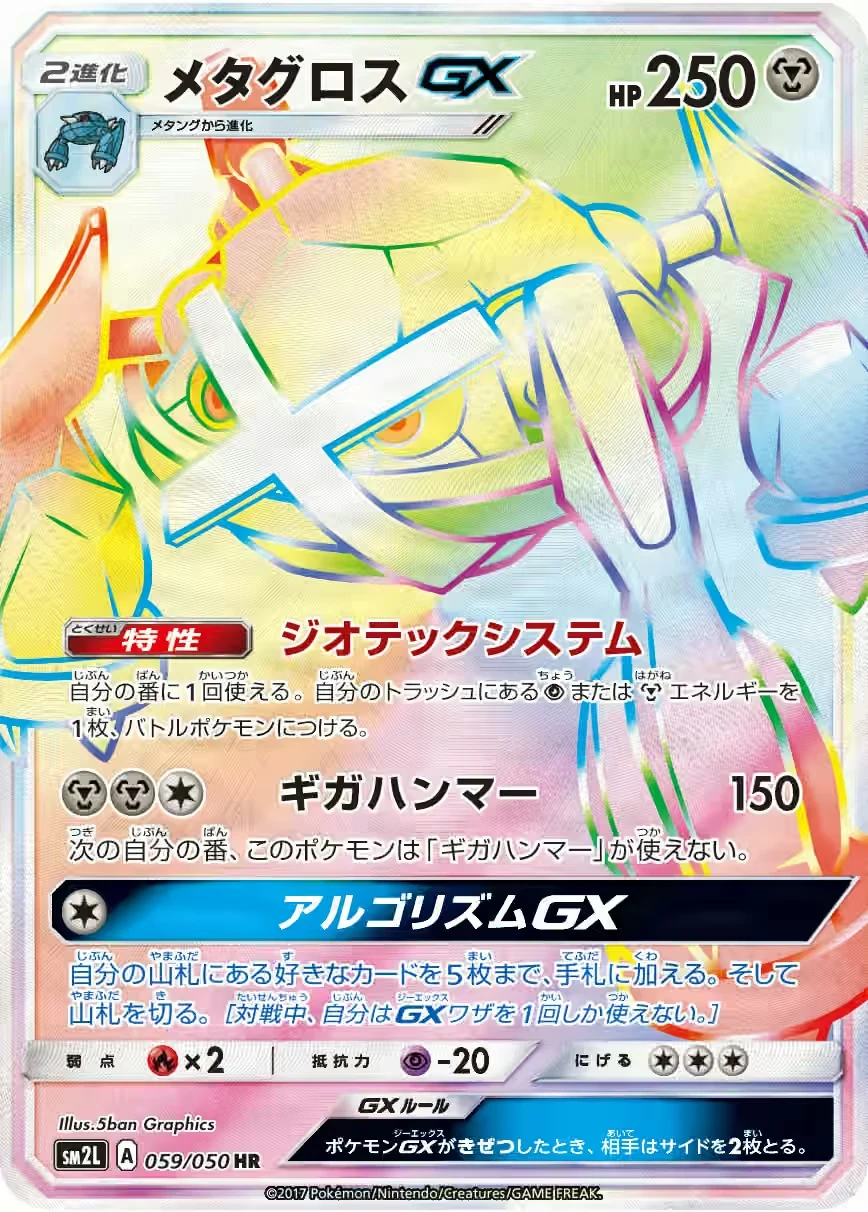 2進化 メタグロスGX HP250
メタングから進化
とくせい 特性 ジオテックシステム
自分の番に1回使える。自分のトラッシュにあるまたはエネルギーを
1枚、バトルポケモンにつける。
ギガハンマー 150
次の自分の番、このポケモンは「ギガハンマー」が使えない。
アルゴリズムGX
自分の山札にある好きなカードを5枚まで、手札に加える。そして
山札を切る。[対戦中、自分はGXワザを1回しか使えない。]
弱点 ×2 抵抗力 -20 にげる
GXルール
ポケモンGXがきぜつしたとき、相手はサイドを2枚とる。
Illus.5ban Graphics
SM2L A 059/050 HR
©2017 Pokémon/Nintendo/Creatures/GAME FREAK.